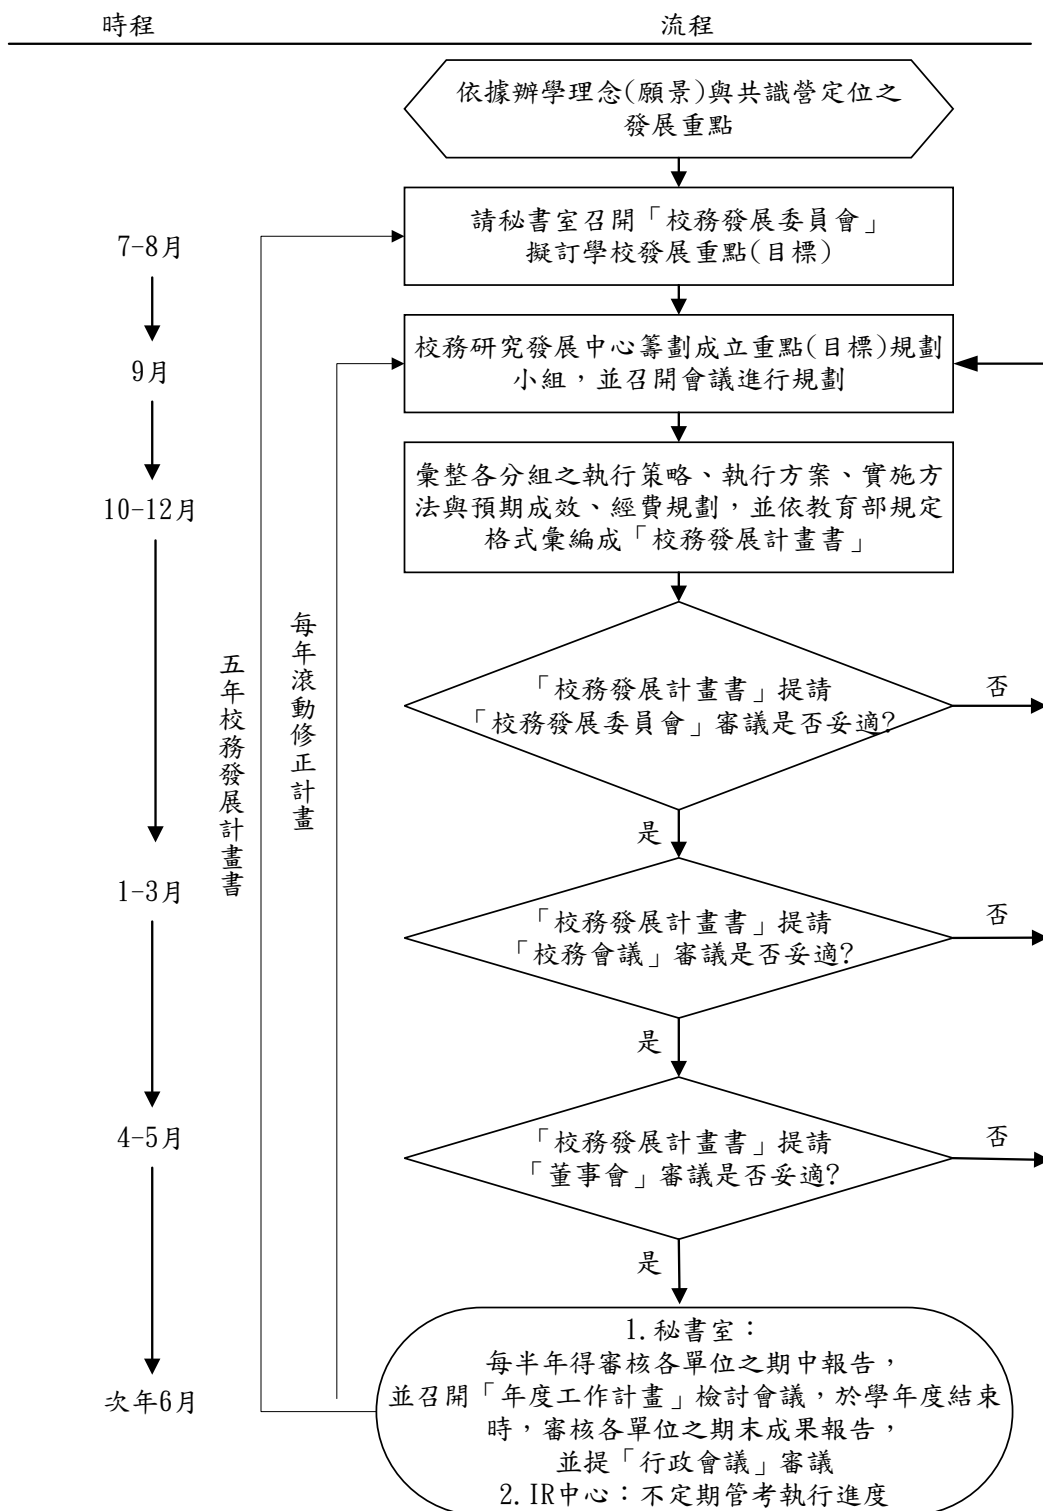 時程
流程
依據辦學理念(願景)與共識營定位之
發展重點
7-8月
請秘書室召開「校務發展委員會」
擬訂學校發展重點(目標)
9月
校務研究發展中心籌劃成立重點(目標)規劃
小組，並召開會議進行規劃
10-12月
彙整各分組之執行策略、執行方案、實施方
法與預期成效、經費規劃，並依教育部規定
格式彙編成「校務發展計畫書」
五年校務發展計畫書
每年滾動修正計畫
「校務發展計畫書」提請
「校務發展委員會」審議是否妥適?
否
是
1-3月
「校務發展計畫書」提請
「校務會議」審議是否妥適?
否
是
4-5月
「校務發展計畫書」提請
「董事會」審議是否妥適?
否
是
次年6月
1.秘書室：
每半年得審核各單位之期中報告，
並召開「年度工作計畫」檢討會議，於學年度結束
時，審核各單位之期末成果報告，
並提「行政會議」審議
2.IR中心：不定期管考執行進度